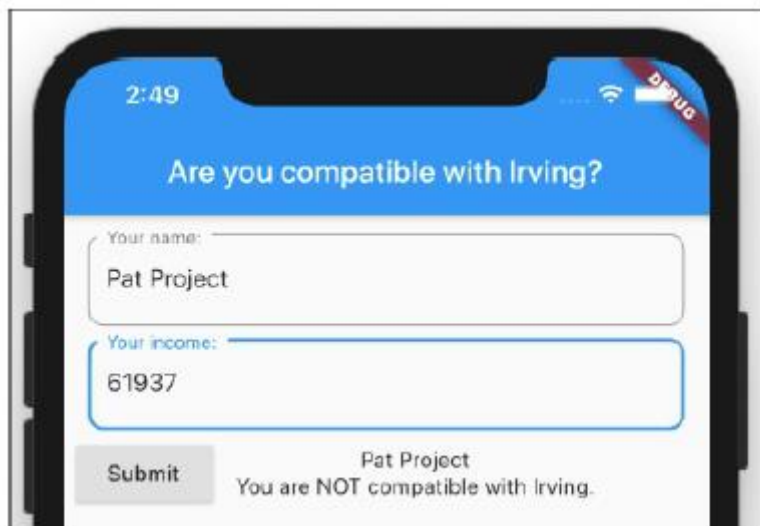 2:49
DEBUG
Are you compatible with Irving?
Your name:
Pat Project
Your income:
61937
Submit
Pat Project
You are NOT compatible with Irving.